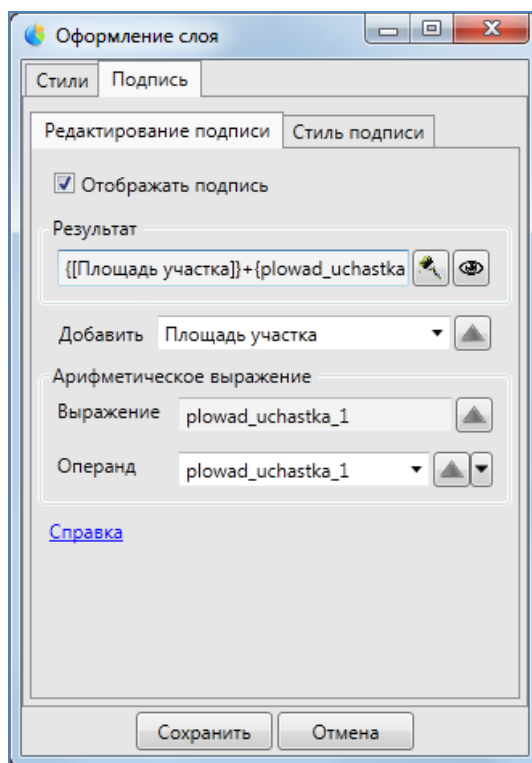 Оформление слоя
Стили Подпись
Редактирование подписи Стиль подписи
Отображать подпись
Результат
{[Площадь участка]}+{plowad_uchastka
Добавить Площадь участка
Арифметическое выражение
Выражение plowad_uchastka_1
Операнд plowad_uchastka_1
Справка
Сохранить Отмена